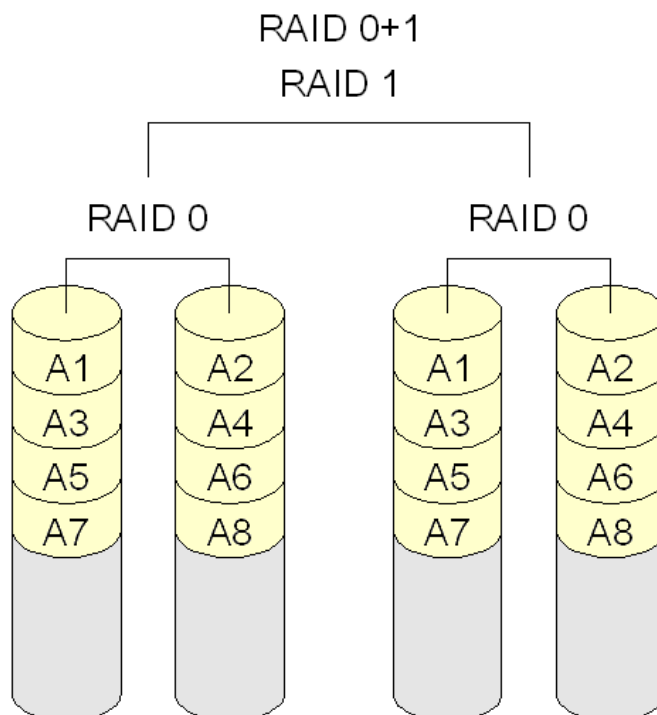 RAID 0+1
RAID 1
RAID 0 RAID 0
A1 A2 A1 A2
A3 A4 A3 A4
A5 A6 A5 A6
A7 A8 A7 A8